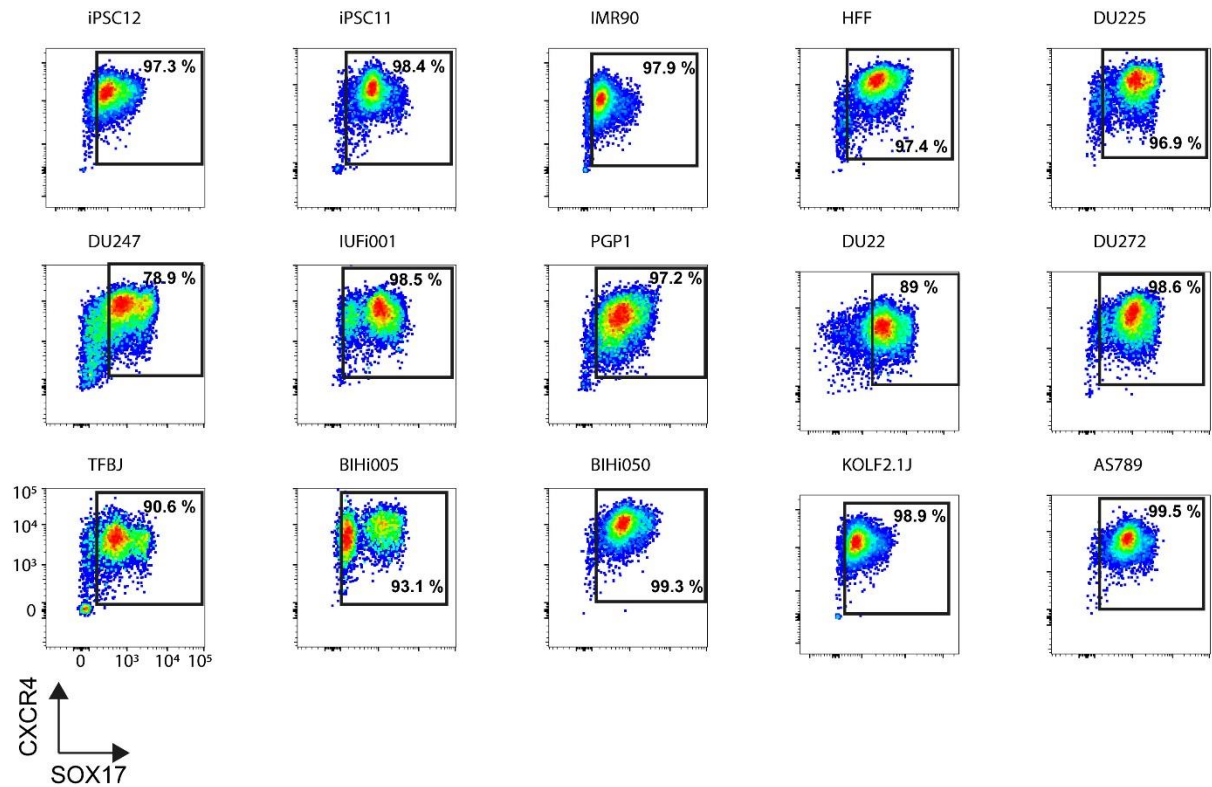 iPSC12 iPSC11 IMR90 HFF DU225
97.3 % 98.4 % 97.9 % 97.4 % 96.9 %
DU247 IUFi001 PGP1 DU22 DU272
78.9 % 98.5 % 97.2 % 89 % 98.6 %
TFBJ BIHi005 BIHi050 KOLF2.1J AS789
90.6 % 93.1 % 99.3 % 98.9 % 99.5 %
10⁵
10⁴
10³
0
0 10³ 10⁴ 10⁵
CXCR4
SOX17